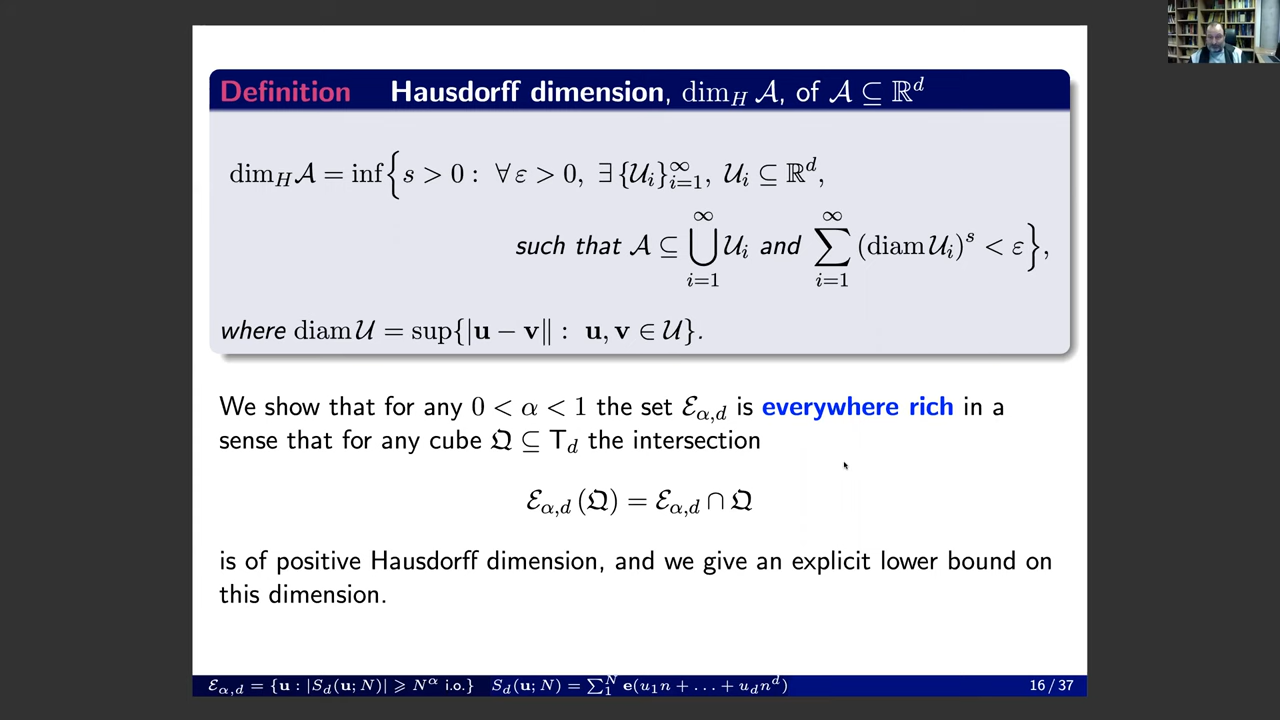 Definition Hausdorff dimension, dim_H 𝒜, of 𝒜 ⊆ ℝ^d
dim_H 𝒜 = inf{s > 0 : ∀ ε > 0, ∃ {𝒰_i}_{i=1}^∞, 𝒰_i ⊆ ℝ^d,
such that 𝒜 ⊆ ⋃_{i=1}^∞ 𝒰_i and ∑_{i=1}^∞ (diam 𝒰_i)^s < ε},
where diam 𝒰 = sup{|u − v‖ : u, v ∈ 𝒰}.
We show that for any 0 < α < 1 the set ℰ_{α,d} is everywhere rich in a
sense that for any cube 𝔔 ⊆ T_d the intersection
ℰ_{α,d} (𝔔) = ℰ_{α,d} ∩ 𝔔
is of positive Hausdorff dimension, and we give an explicit lower bound on
this dimension.
ℰ_{α,d} = {u : |S_d(u; N)| ⩾ N^α i.o.} S_d(u; N) = ∑_1^N e(u_1 n + … + u_d n^d) 16 / 37